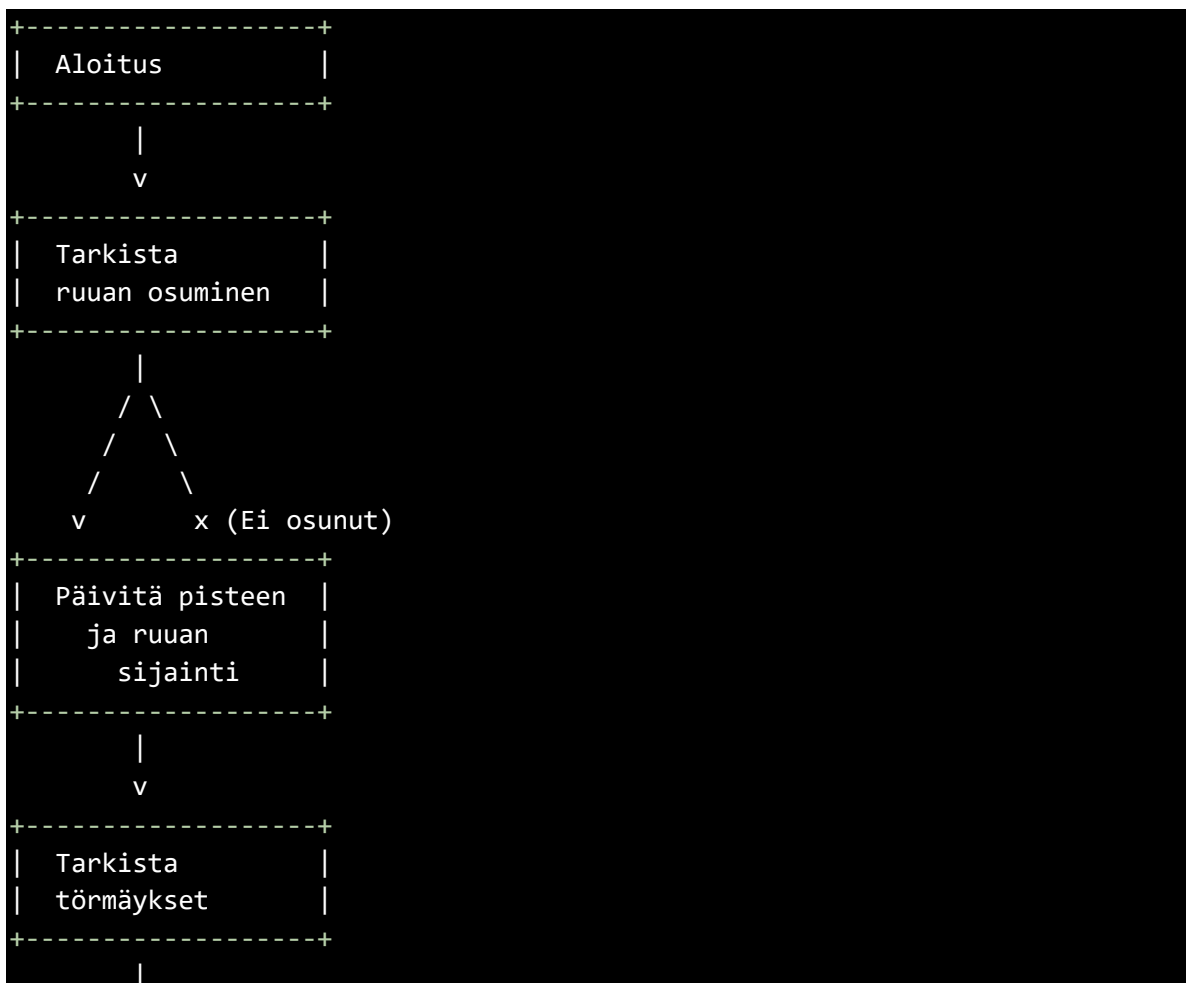 +-------------------+
|  Aloitus          |
+-------------------+
        |
        v
+-------------------+
|  Tarkista         |
|  ruuan osuminen   |
+-------------------+
        |
       / \
      /   \
     /     \
    v       x (Ei osunut)
+-------------------+
|  Päivitä pisteen  |
|    ja ruuan       |
|      sijainti     |
+-------------------+
        |
        v
+-------------------+
|  Tarkista         |
|  törmäykset       |
+-------------------+
        |